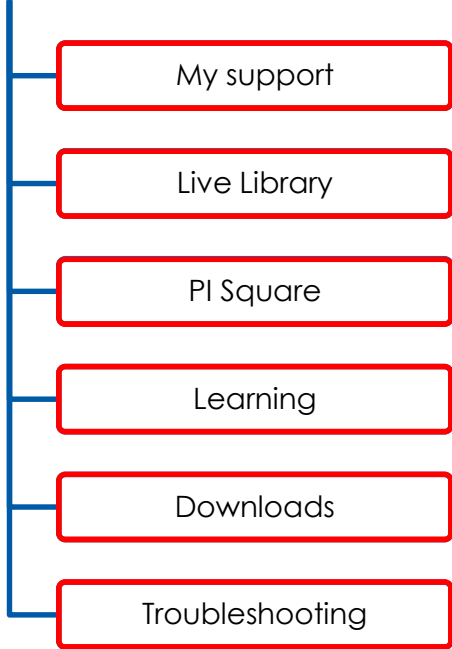 My support
Live Library
PI Square
Learning
Downloads
Troubleshooting